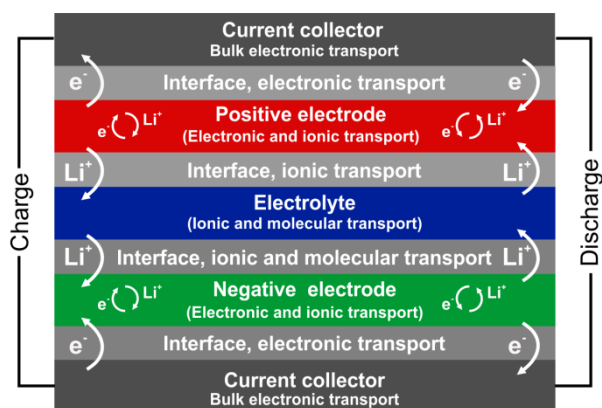 Current collector
Bulk electronic transport
e- Interface, electronic transport e-
Positive electrode
e- Li+ (Electronic and ionic transport) e- Li+
Li+ Interface, ionic transport Li+
Electrolyte
(Ionic and molecular transport)
Li+ Interface, ionic and molecular transport Li+
Negative electrode
e- Li+ (Electronic and ionic transport) e- Li+
e- Interface, electronic transport e-
Current collector
Bulk electronic transport
Charge
Discharge